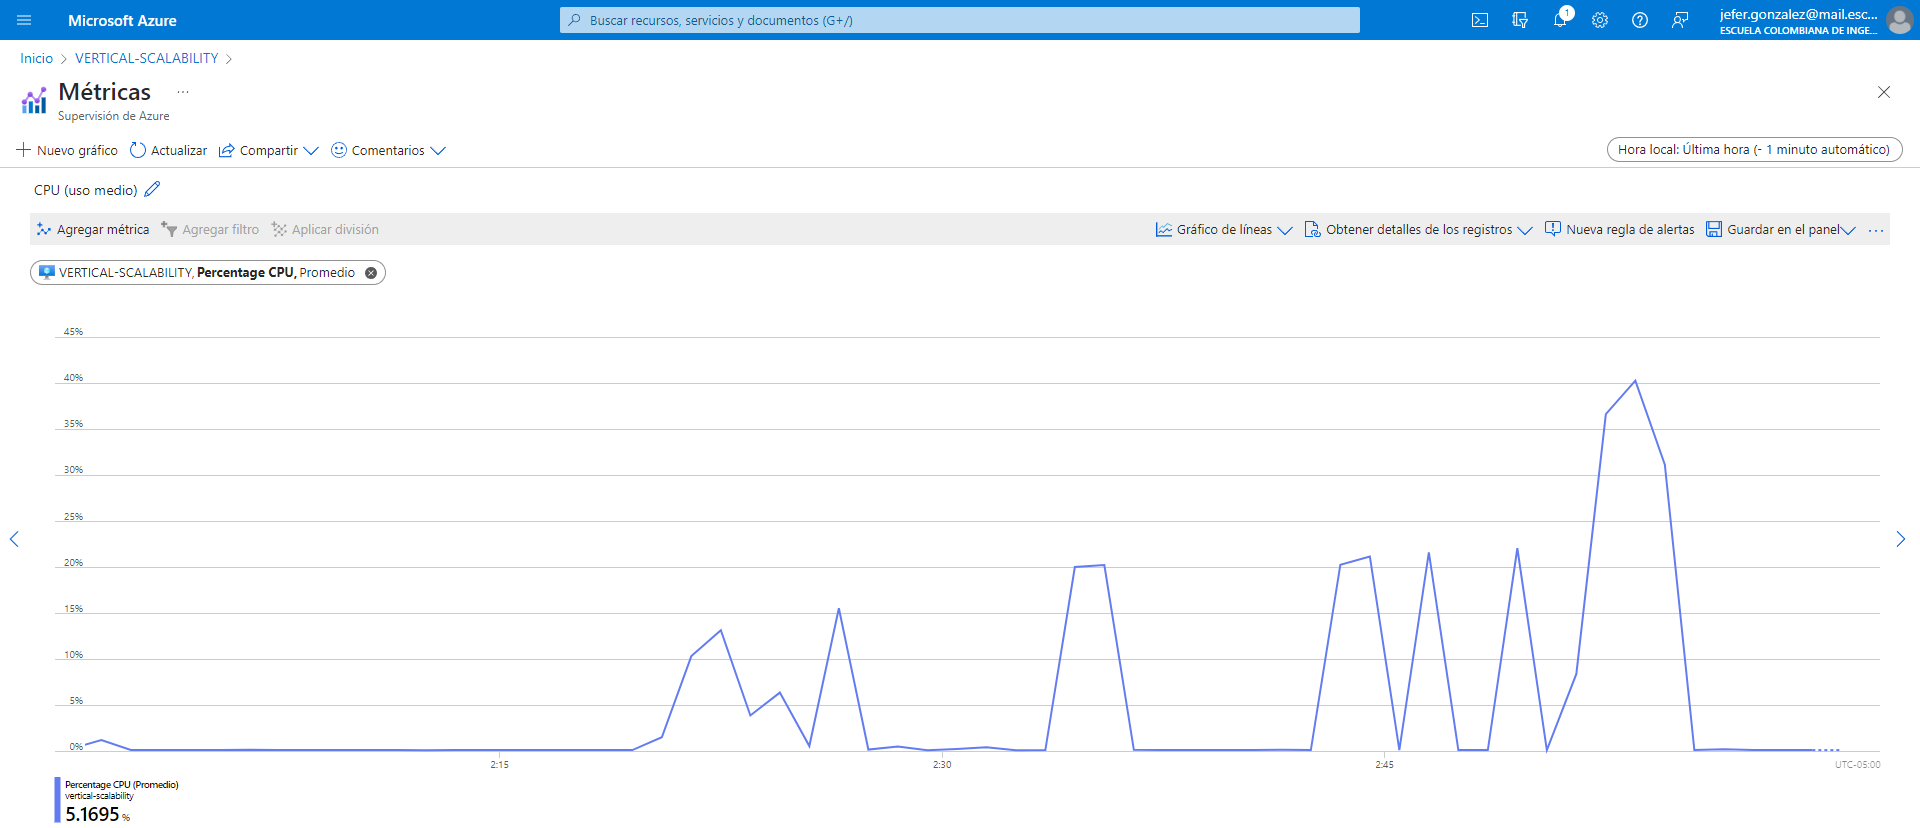 Microsoft Azure
Buscar recursos, servicios y documentos (G+/)
1
jefer.gonzalez@mail.esc...
ESCUELA COLOMBIANA DE INGE...
Inicio > VERTICAL-SCALABILITY >
Métricas ...
Supervisión de Azure
Nuevo gráfico
Actualizar
Compartir
Comentarios
Hora local: Última hora (- 1 minuto automático)
CPU (uso medio)
Agregar métrica
Agregar filtro
Aplicar división
Gráfico de líneas
Obtener detalles de los registros
Nueva regla de alertas
Guardar en el panel
...
VERTICAL-SCALABILITY, Percentage CPU, Promedio
45%
40%
35%
30%
25%
20%
15%
10%
5%
0%
2:15
2:30
2:45
UTC-05:00
Percentage CPU (Promedio)
vertical-scalability
5.1695 %